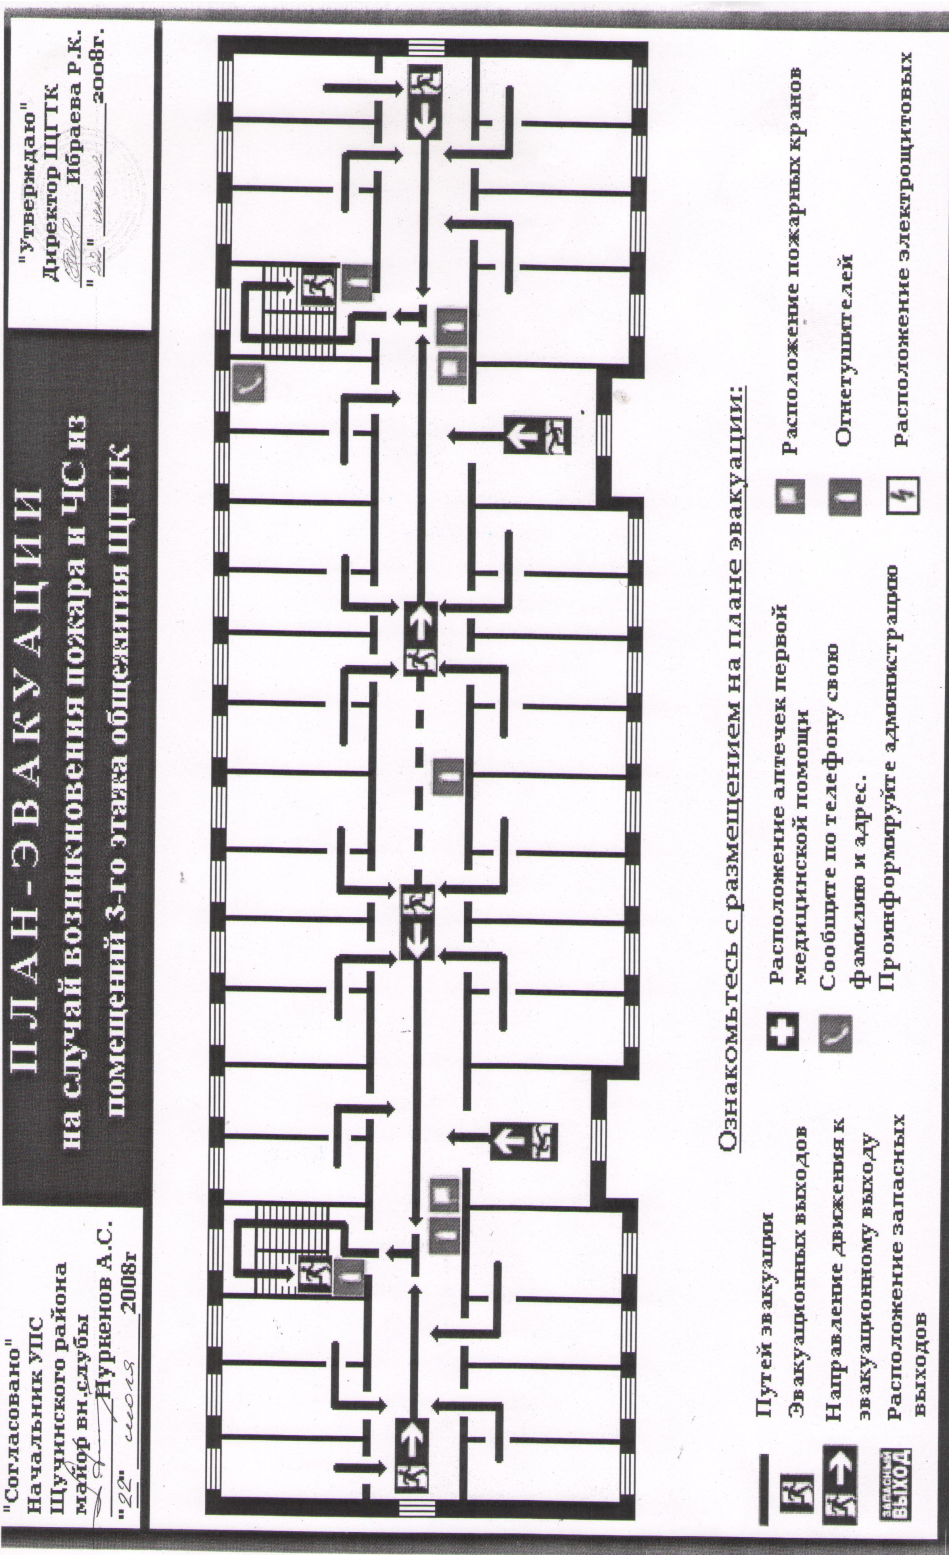 "Согласовано"
Начальник УПС
Щучинского района
майор вн.службы
Нуркенов А.С.
"22" июля 2008г
ПЛАН-ЭВАКУАЦИИ
на случай возникновения пожара и ЧС из
помещений 3-го этажа общежития ЩГТК
"Утверждаю"
Директор ЩГТК
Ибраева Р.К.
2008г.
Ознакомьтесь с размещением на плане эвакуации:
Путей эвакуации
Эвакуационных выходов
Направление движения к
эвакуационному выходу
ЗАПАСНЫЙ
ВЫХОД
Расположение запасных
выходов
Расположение аптечек первой
медицинской помощи
Сообщите по телефону свою
фамилию и адрес.
Проинформируйте администрацию
Расположение пожарных кранов
Огнетушителей
Расположение электрощитовых